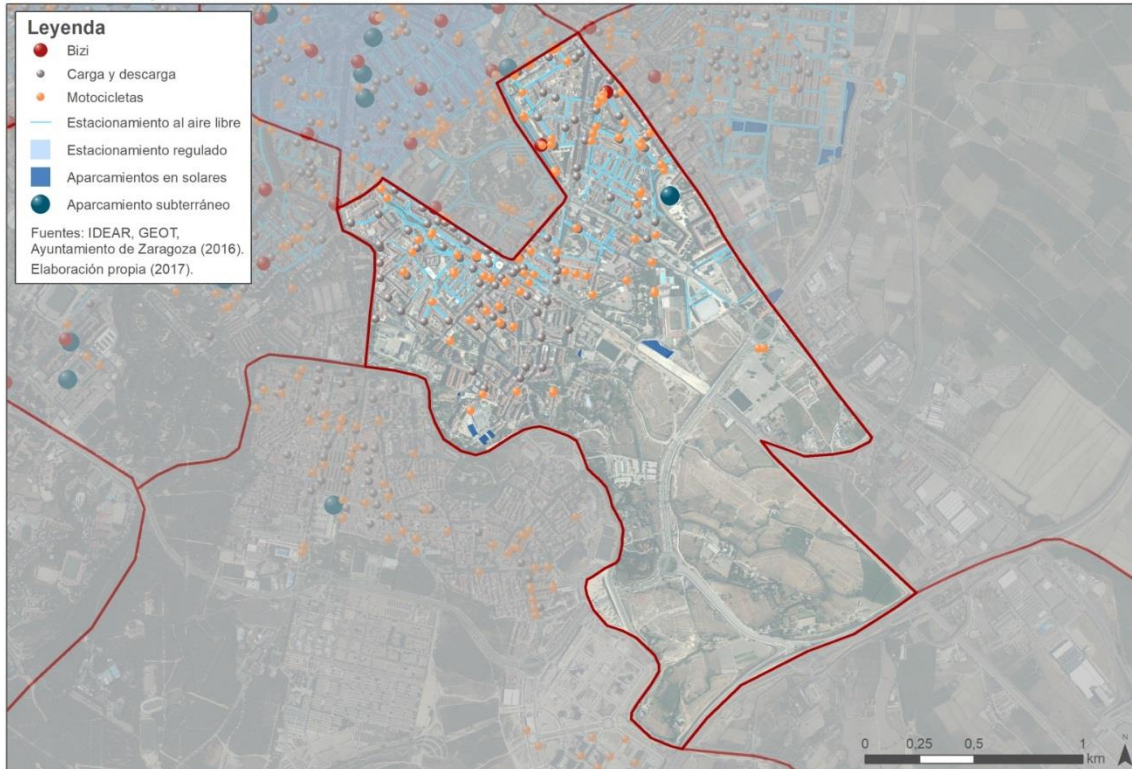 Leyenda
Bizi
Carga y descarga
Motocicletas
Estacionamiento al aire libre
Estacionamiento regulado
Aparcamientos en solares
Aparcamiento subterráneo
Fuentes: IDEAR, GEOT,
Ayuntamiento de Zaragoza (2016).
Elaboración propia (2017).
0 0,25 0,5 1
km
N